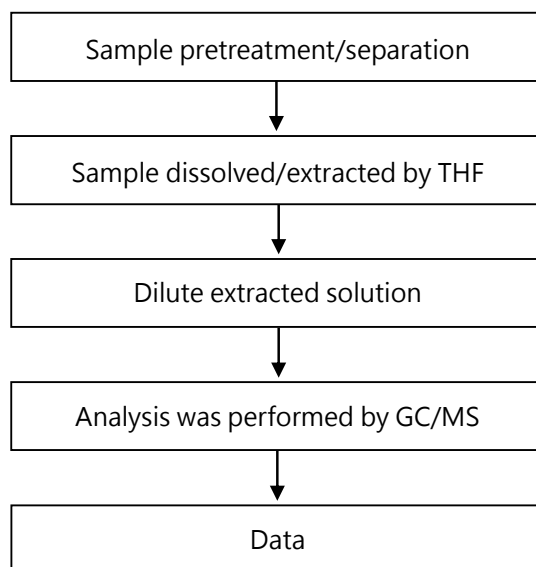 Sample pretreatment/separation
Sample dissolved/extracted by THF
Dilute extracted solution
Analysis was performed by GC/MS
Data